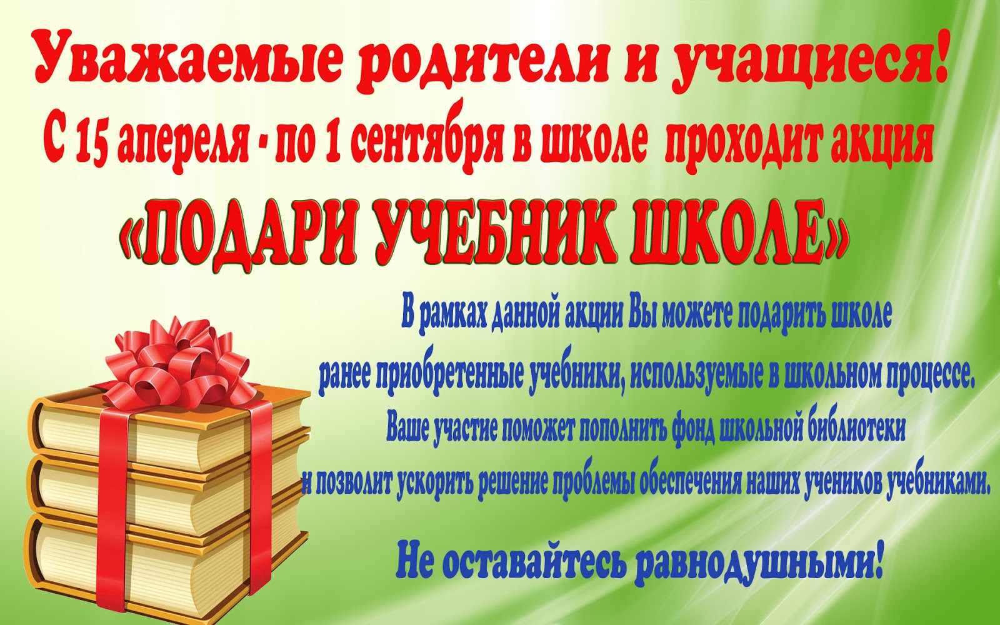 Уважаемые родители и учащиеся!
С 15 апереля - по 1 сентября в школе проходит акция
«ПОДАРИ УЧЕБНИК ШКОЛЕ»
В рамках данной акции Вы можете подарить школе
ранее приобретенные учебники, используемые в школьном процессе.
Ваше участие поможет пополнить фонд школьной библиотеки
и позволит ускорить решение проблемы обеспечения наших учеников учебниками.
Не оставайтесь равнодушными!